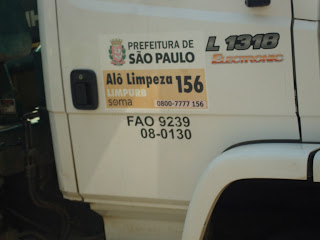 PREFEITURA DE
SÃO PAULO
L 1318
ELECTRONIC
Alô Limpeza 156
LIMPURB
soma
0800-7777 156
FAO 9239
08-0130